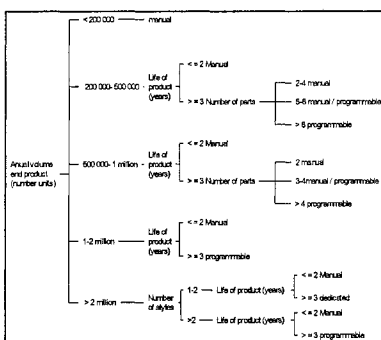 < 200 000 manual
< = 2 Manual
200 000- 500 000 Life of product (years)
2-4 manual
> = 3 Number of parts
5-6 manual / programmable
> 6 programmable
< = 2 Manual
Anual volume end product (number units)
500 000- 1 million Life of product (years)
2 manual
> = 3 Number of parts
3-4 manual / programmable
> 4 programmable
< = 2 Manual
1-2 million Life of product (years)
> = 3 programmable
< = 2 Manual
1-2 Life of product (years)
> = 3 dedicated
> 2 million Number of styles
< = 2 Manual
>2 Life of product (years)
> = 3 programmable